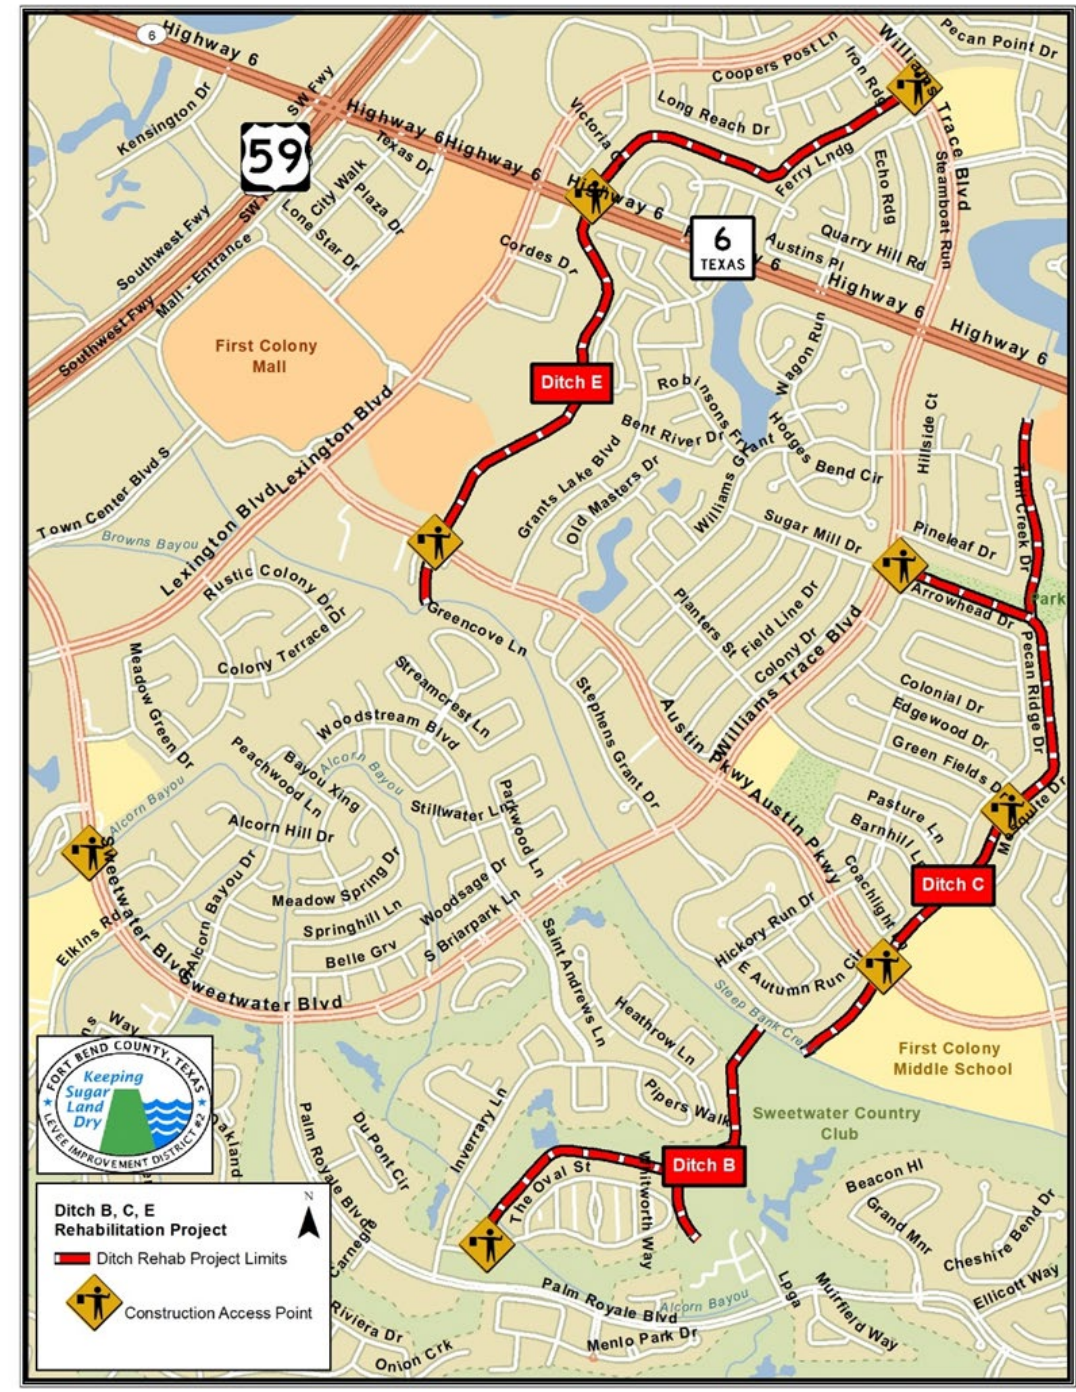 6
Highway 6
SW Fwy
Kensington Dr
59
Highway 6
Highway 6
Texas Dr
City Walk
Plaza Dr
Lone Star Dr
Southwest Fwy
Mall - Entrance
Southwest Fwy
Coopers Post Ln
Iron Rdg
Williams Trace Blvd
Pecan Point Dr
Long Reach Dr
Ferry Lndg
Echo Rdg
Steamboat Run
Highway 6
6
TEXAS
Quarry Hill Rd
Austins Pl
Highway 6
Highway 6
Cordes Dr
First Colony
Mall
Ditch E
Robinsons Fry
Wagon Run
Bent River Dr
Williams Grant
Hodges Bend Cir
Hillside Ct
Lexington Blvd
Lexington Blvd
Town Center Blvd S
Browns Bayou
Grants Lake Blvd
Old Masters Dr
Sugar Mill Dr
Pineleaf Dr
Trail Creek Dr
Park
Arrowhead Dr
Rustic Colony Dr
Colony Terrace Dr
Greencove Ln
Planters St
Field Line Dr
Colony Dr
Williams Trace Blvd
Pecan Ridge Dr
Colonial Dr
Edgewood Dr
Green Fields Dr
Meadow Green Dr
Streamcrest Ln
Woodstream Blvd
Stephens Grant Dr
Austin Pkwy
Austin Pkwy
Peachwood Ln
Bayou Xing
Alcorn Bayou
Alcorn Bayou
Stillwater Ln
Parkwood Ln
Alcorn Hill Dr
Pasture Ln
Barnhill Ln
Mesquite Dr
Coachlight Dr
Ditch C
Sweetwater Blvd
Elkins Rd
Alcorn Bayou Dr
Meadow Spring Dr
Springhill Ln
Belle Grv
Woodsage Dr
S Briarpark Ln
Sweetwater Blvd
Saint Andrews Ln
Hickory Run Dr
E Autumn Run Cir
Steep Bank Cre
Heathrow Ln
Pipers Walk
First Colony
Middle School
Sweetwater Country
Club
Way
FORT BEND COUNTY, TEXAS
Keeping
Sugar
Land
Dry
LEVEE IMPROVEMENT DISTRICT #2
Oakland
Palm Royale Blvd
Du Pont Cir
Inverrary Ln
Carnegie
The Oval St
Whitworth Way
Ditch B
Beacon Hl
Grand Mnr
Cheshire Bend Dr
Ellicott Way
Lpga
Muirfield Way
Palm Royale Blvd
Alcorn Bayou
Menlo Park Dr
Riviera Dr
Onion Crk
Ditch B, C, E
Rehabilitation Project
N
Ditch Rehab Project Limits
Construction Access Point